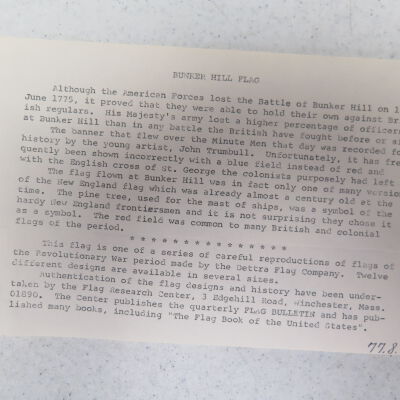 BUNKER HILL FLAG
Although the American Forces lost the Battle of Bunker Hill on 1
June 1775, it proved that they were able to hold their own against Br
ish regulars. His Majesty's army lost a higher percentage of officer
at Bunker Hill than in any battle the British have fought before or si
The banner that flew over the Minute Men that day was recorded fo
history by the young artist, John Trumbull. Unfortunately, it has fre
quently been shown incorrectly with a blue field instead of red and
with the English cross of St. George the colonists purposely had left
The flag flown at Bunker Hill was in fact only one of many versio
of the New England flag which was already almost a century old at the
time. The pine tree, used for the mast of ships, was a symbol of the
hardy New England frontiersmen and it is not surprising they chose it
as a symbol. The red field was common to many British and colonial
flags of the period.
* * * * * * * * * * * * * * *
This flag is one of a series of careful reproductions of flags of
the Revolutionary War period made by the Dettra Flag Company. Twelve
different designs are available in several sizes.
Authentication of the flag designs and history have been under-
taken by the Flag Research Center, 3 Edgehill Road, Winchester, Mass.
01890. The Center publishes the quarterly FLAG BULLETIN and has pub-
lished many books, including "The Flag Book of the United States".
77.8.